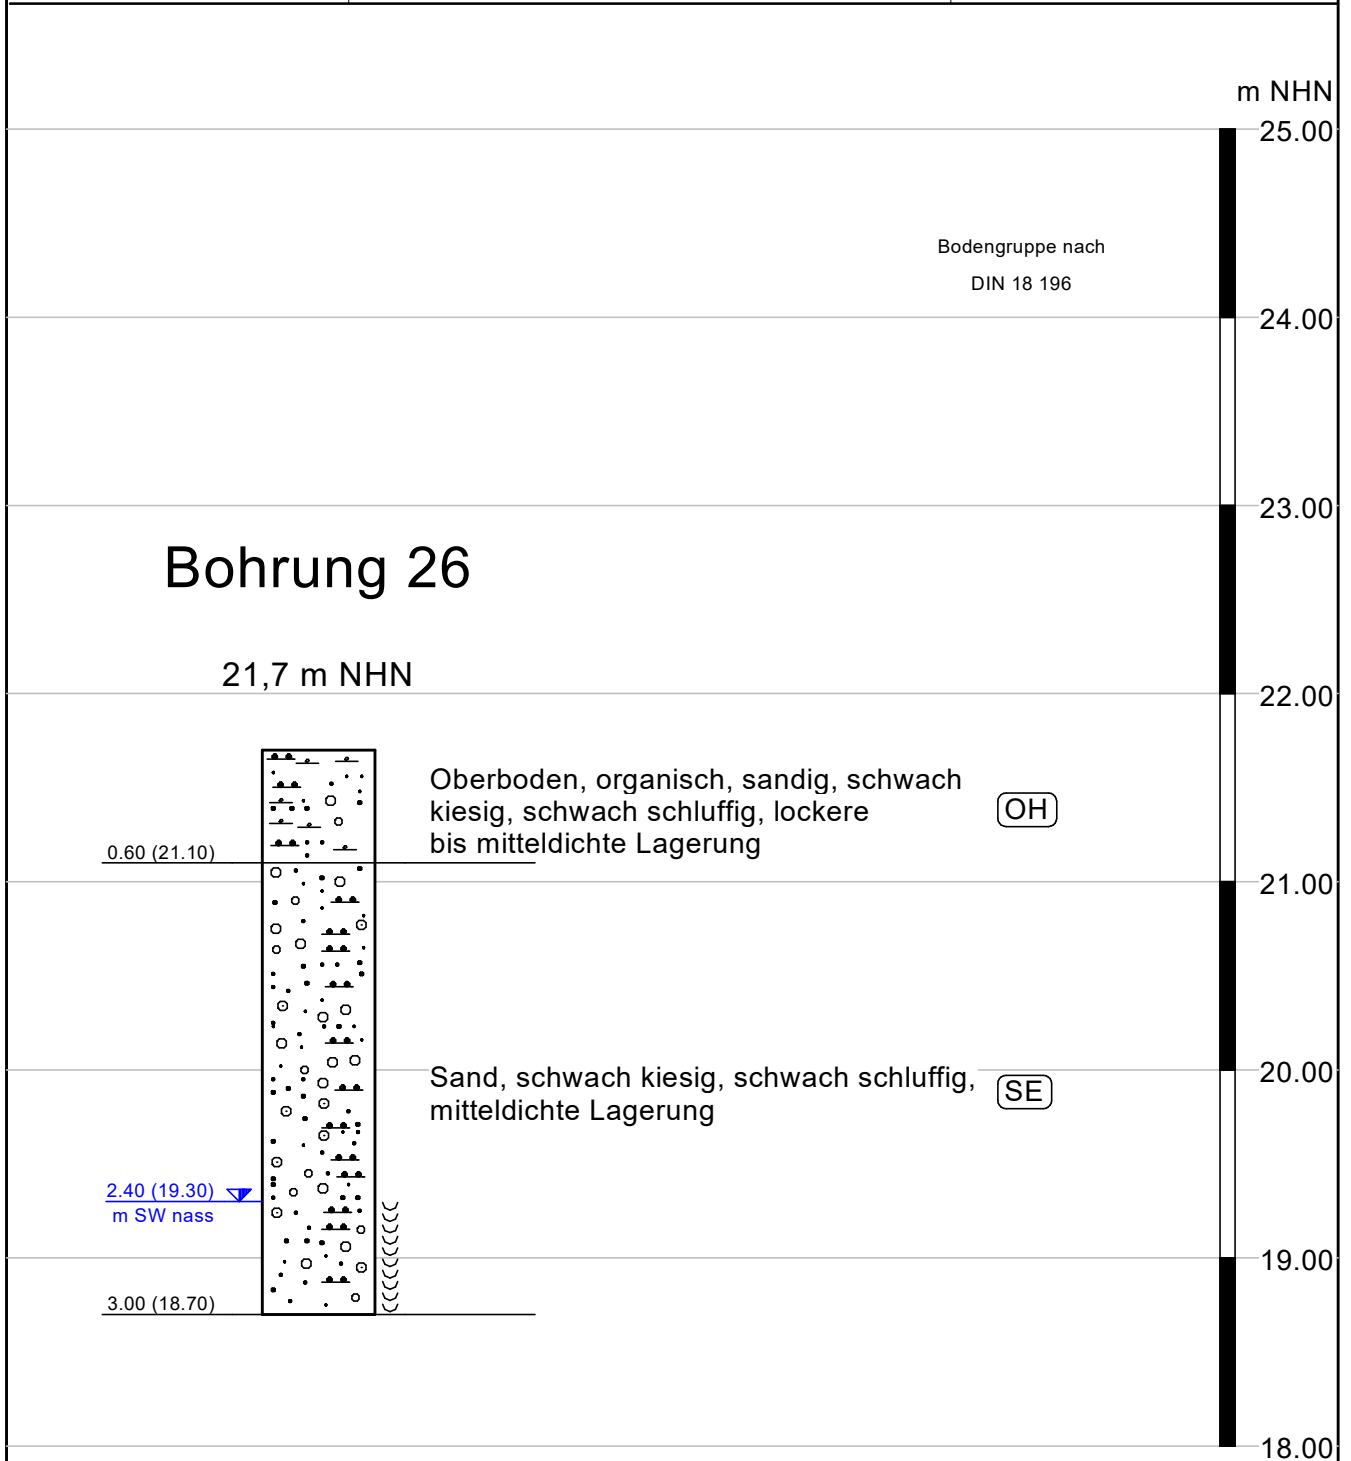 m NHN
25.00
Bodengruppe nach
DIN 18 196
24.00
23.00
Bohrung 26
21,7 m NHN
22.00
Oberboden, organisch, sandig, schwach
kiesig, schwach schluffig, lockere
bis mitteldichte Lagerung
OH
0.60 (21.10)
21.00
20.00
Sand, schwach kiesig, schwach schluffig,
mitteldichte Lagerung
SE
2.40 (19.30)
m SW nass
19.00
3.00 (18.70)
18.00